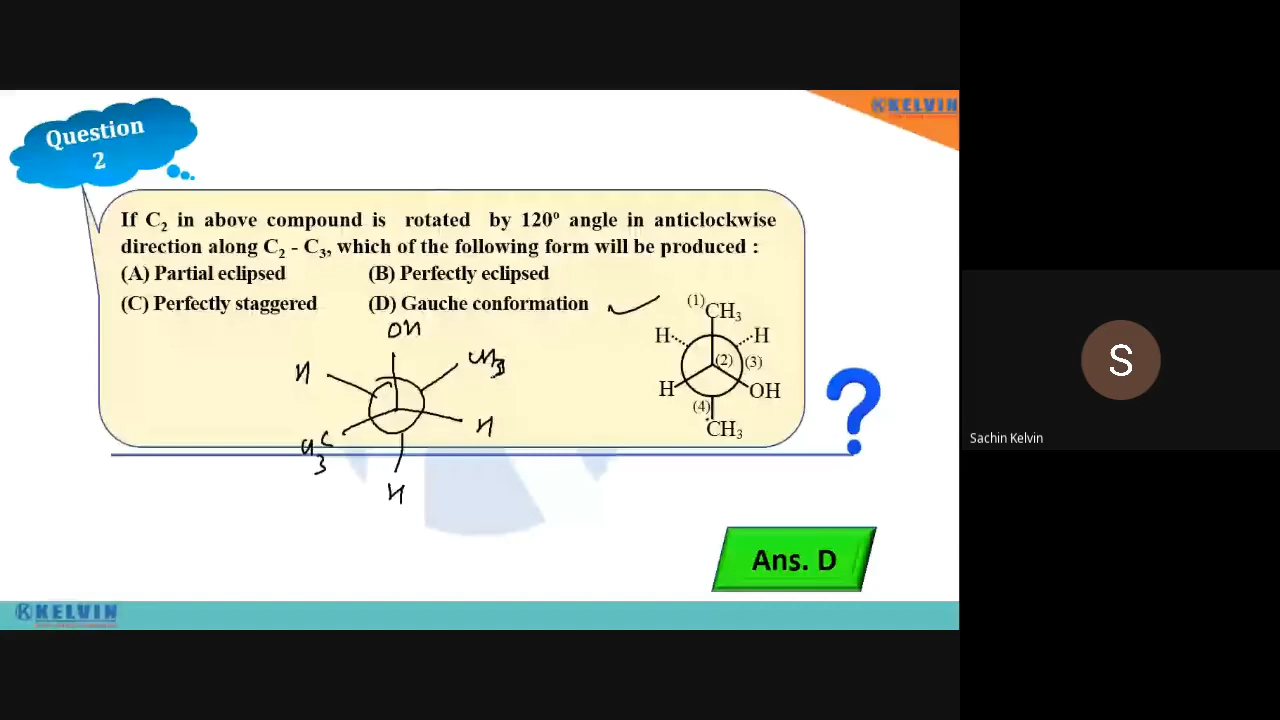 KELVIN
Question
2
If C₂ in above compound is rotated by 120º angle in anticlockwise
direction along C₂ - C₃, which of the following form will be produced :
(A) Partial eclipsed (B) Perfectly eclipsed
(C) Perfectly staggered (D) Gauche conformation
(1) CH₃
H H
(2) (3)
H OH
(4)
CH₃
OH
H CH₃
H
H₃C
H
?
S
Sachin Kelvin
Ans. D
KELVIN